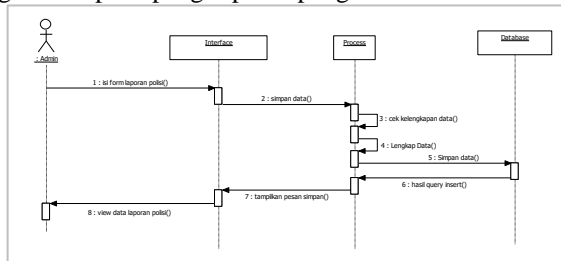 Interface
Process
Database
: Admin
1 : isi form laporan polisi()
2 : simpan data()
3 : cek kelengkapan data()
4 : Lengkap Data()
5 : Simpan data()
6 : hasil query insert()
7 : tampilkan pesan simpan()
8 : view data laporan polisi()